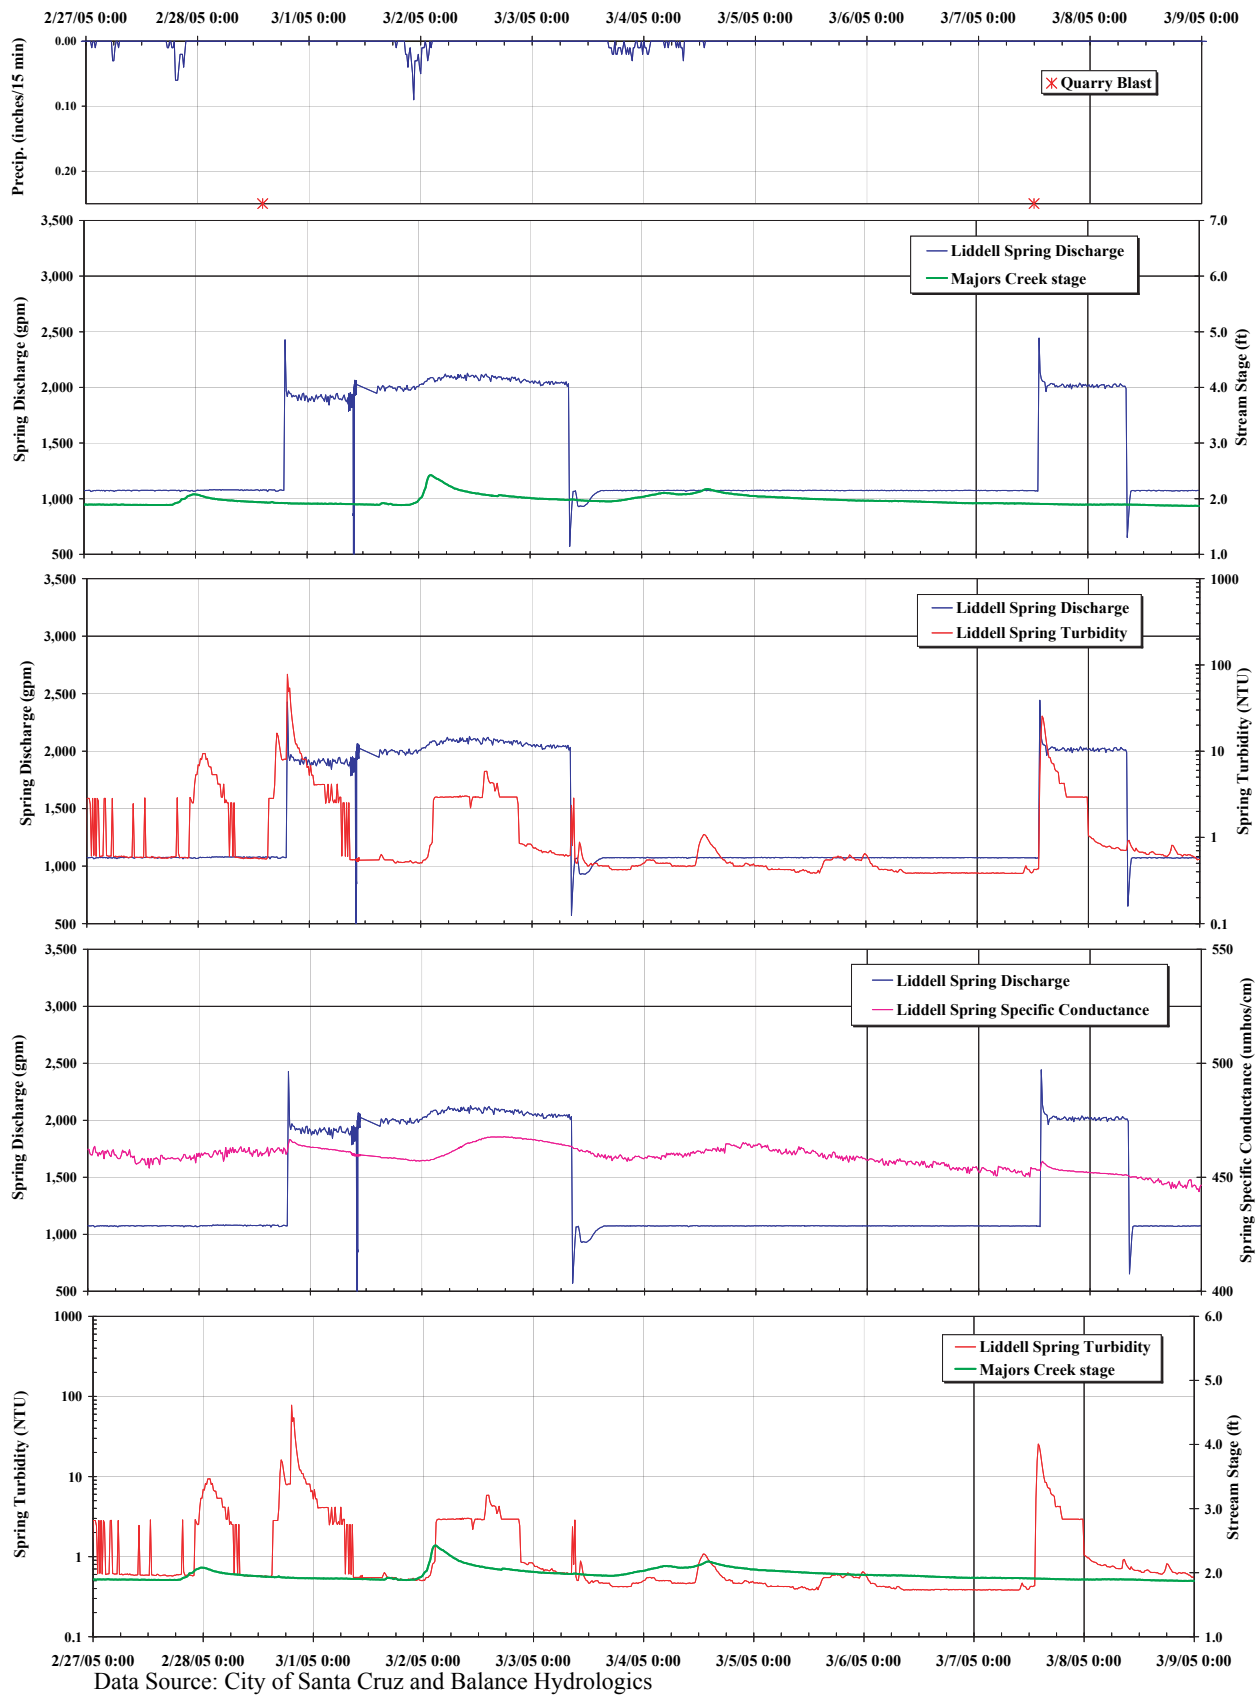 2/27/05 0:00 2/28/05 0:00 3/1/05 0:00 3/2/05 0:00 3/3/05 0:00 3/4/05 0:00 3/5/05 0:00 3/6/05 0:00 3/7/05 0:00 3/8/05 0:00 3/9/05 0:00
Precip. (inches/15 min)
0.00
0.10
0.20
Quarry Blast
Spring Discharge (gpm)
3,500
3,000
2,500
2,000
1,500
1,000
500
Liddell Spring Discharge
Majors Creek stage
7.0
6.0
5.0
4.0
3.0
2.0
1.0
Stream Stage (ft)
Spring Discharge (gpm)
3,500
3,000
2,500
2,000
1,500
1,000
500
Liddell Spring Discharge
Liddell Spring Turbidity
1000
100
10
1
0.1
Spring Turbidity (NTU)
Spring Discharge (gpm)
3,500
3,000
2,500
2,000
1,500
1,000
500
Liddell Spring Discharge
Liddell Spring Specific Conductance
550
500
450
400
Spring Specific Conductance (umhos/cm)
Spring Turbidity (NTU)
1000
100
10
1
0.1
Liddell Spring Turbidity
Majors Creek stage
6.0
5.0
4.0
3.0
2.0
1.0
Streeam Stage (ft)
2/27/05 0:00 2/28/05 0:00 3/1/05 0:00 3/2/05 0:00 3/3/05 0:00 3/4/05 0:00 3/5/05 0:00 3/6/05 0:00 3/7/05 0:00 3/8/05 0:00 3/9/05 0:00
Data Source: City of Santa Cruz and Balance Hydrologics